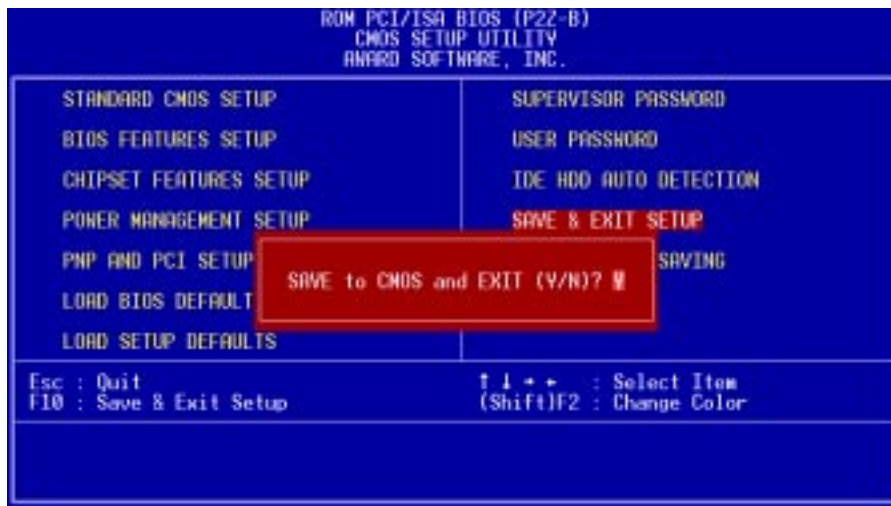 ROM PCI/ISA BIOS (P2Z-B)
CMOS SETUP UTILITY
AWARD SOFTWARE, INC.
STANDARD CMOS SETUP
BIOS FEATURES SETUP
CHIPSET FEATURES SETUP
POWER MANAGEMENT SETUP
PNP AND PCI SETUP
LOAD BIOS DEFAULT
LOAD SETUP DEFAULTS
SUPERVISOR PASSWORD
USER PASSWORD
IDE HDD AUTO DETECTION
SAVE & EXIT SETUP
SAVING
SAVE to CMOS and EXIT (Y/N)? Y
Esc : Quit
F10 : Save & Exit Setup
↑ ↓ → ← : Select Item
(Shift)F2 : Change Color